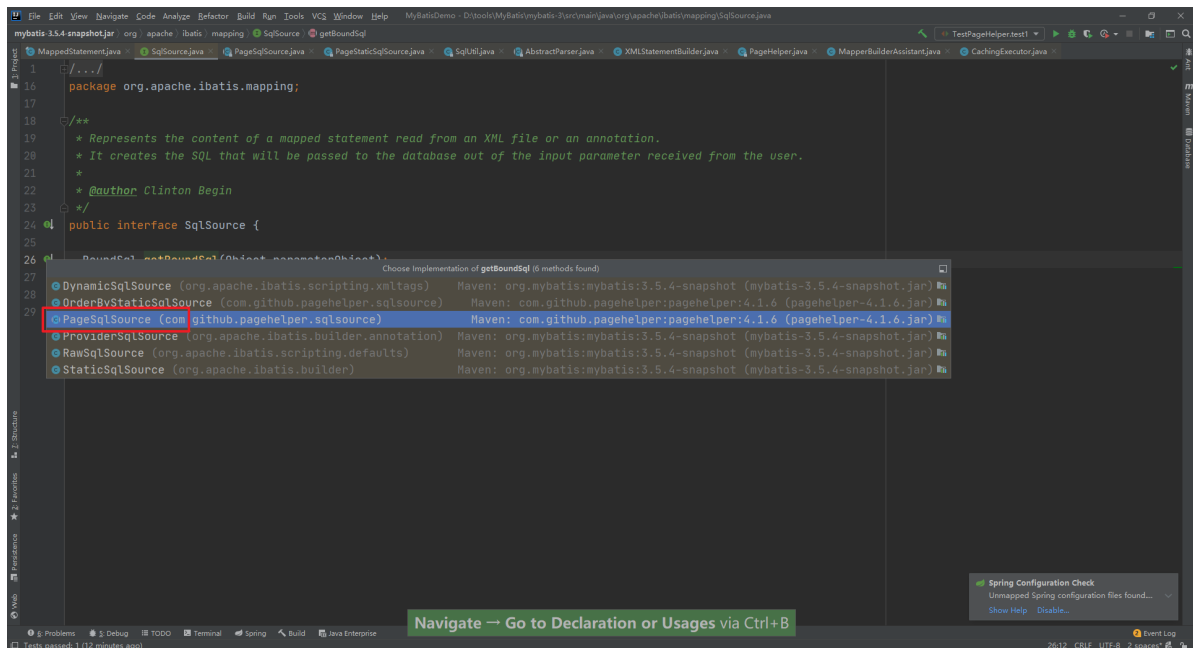 File Edit View Navigate Code Analyze Refactor Build Run Tools VCS Window Help MyBatisDemo - D:\tools\MyBatis\mybatis-3\src\main\java\org\apache\ibatis\mapping\SqlSource.java
mybatis-3.5.4-snapshot.jar org apache ibatis mapping SqlSource getBoundSql TestPageHelper.test1
MappedStatement.java SqlSource.java PageSqlSource.java PageStaticSqlSource.java SqlUtil.java AbstractParser.java XMLStatementBuilder.java PageHelper.java MapperBuilderAssistant.java CachingExecutor.java
1: Project
Ant
Maven
Database
1 /.../
16 package org.apache.ibatis.mapping;
17
18 /**
19 * Represents the content of a mapped statement read from an XML file or an annotation.
20 * It creates the SQL that will be passed to the database out of the input parameter received from the user.
21 *
22 * @author Clinton Begin
23 */
24 public interface SqlSource {
25
26 BoundSql getBoundSql(Object parameterObject);
27
28
29
Choose Implementation of getBoundSql (6 methods found)
DynamicSqlSource (org.apache.ibatis.scripting.xmltags) Maven: org.mybatis:mybatis:3.5.4-snapshot (mybatis-3.5.4-snapshot.jar)
OrderByStaticSqlSource (com.github.pagehelper.sqlsource) Maven: com.github.pagehelper:pagehelper:4.1.6 (pagehelper-4.1.6.jar)
PageSqlSource (com.github.pagehelper.sqlsource) Maven: com.github.pagehelper:pagehelper:4.1.6 (pagehelper-4.1.6.jar)
ProviderSqlSource (org.apache.ibatis.builder.annotation) Maven: org.mybatis:mybatis:3.5.4-snapshot (mybatis-3.5.4-snapshot.jar)
RawSqlSource (org.apache.ibatis.scripting.defaults) Maven: org.mybatis:mybatis:3.5.4-snapshot (mybatis-3.5.4-snapshot.jar)
StaticSqlSource (org.apache.ibatis.builder) Maven: org.mybatis:mybatis:3.5.4-snapshot (mybatis-3.5.4-snapshot.jar)
Z: Structure
2: Favorites
Persistence
Web
Spring Configuration Check
Unmapped Spring configuration files found...
Show Help Disable...
Navigate → Go to Declaration or Usages via Ctrl+B
6: Problems 5: Debug TODO Terminal Spring Build Java Enterprise 2 Event Log
Tests passed: 1 (12 minutes ago) 26:12 CRLF UTF-8 2 spaces*